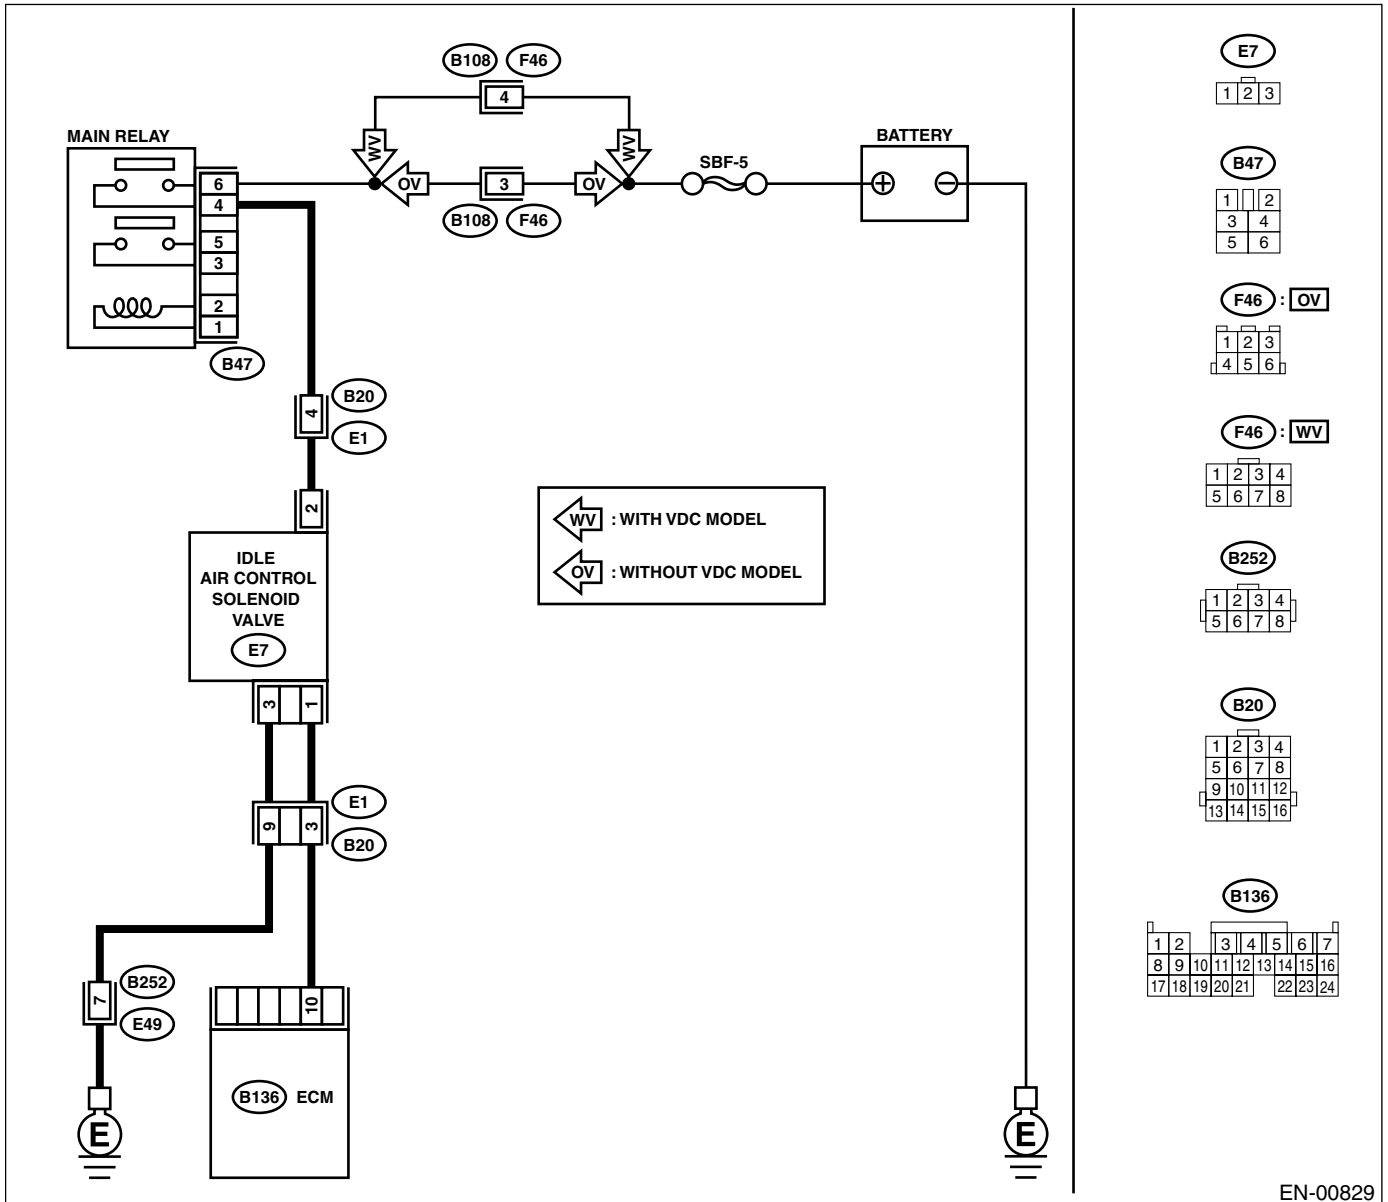 B108 F46
4
MAIN RELAY
WV
WV
SBF-5
BATTERY
6
4
5
3
2
1
OV
3
OV
B108 F46
B47
4
B20
E1
2
IDLE
AIR CONTROL
SOLENOID
VALVE
E7
3 1
E1
9 3
B20
WV : WITH VDC MODEL
OV : WITHOUT VDC MODEL
7
B252
E49
10
B136 ECM
E
E
E7
1 2 3
B47
1 2
3 4
5 6
F46 : OV
1 2 3
4 5 6
F46 : WV
1 2 3 4
5 6 7 8
B252
1 2 3 4
5 6 7 8
B20
1 2 3 4
5 6 7 8
9 10 11 12
13 14 15 16
B136
1 2 3 4 5 6 7
8 9 10 11 12 13 14 15 16
17 18 19 20 21 22 23 24
EN-00829